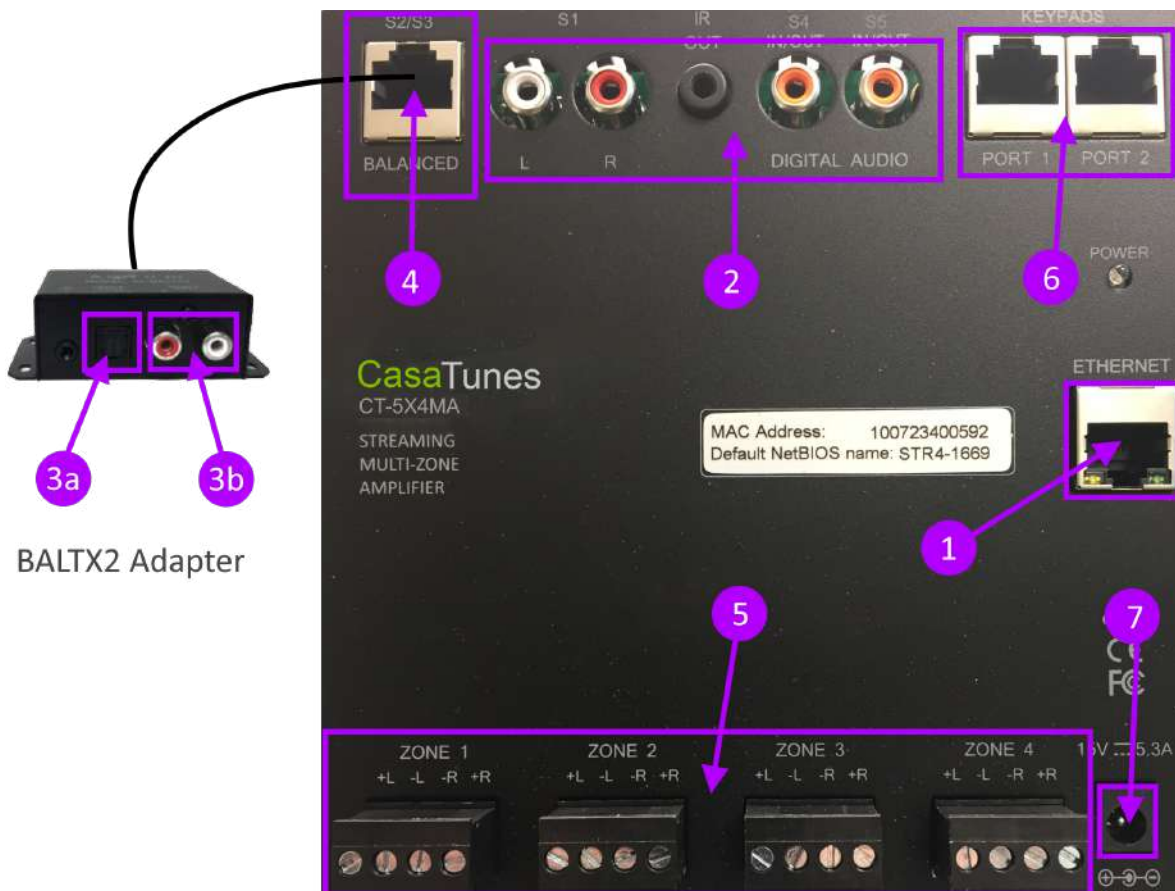 S2/S3
S1
IR
OUT
S4
IN/OUT
S5
IN/OUT
KEYPADS
L
R
BALANCED
DIGITAL AUDIO
PORT 1
PORT 2
4
2
6
POWER
3a
3b
BALTX2 Adapter
CasaTunes
CT-5X4MA
STREAMING
MULTI-ZONE
AMPLIFIER
MAC Address: 100723400592
Default NetBIOS name: STR4-1669
ETHERNET
1
5
7
CE
FC
ZONE 1
+L -L -R +R
ZONE 2
+L -L -R +R
ZONE 3
+L -L -R +R
ZONE 4
+L -L -R +R